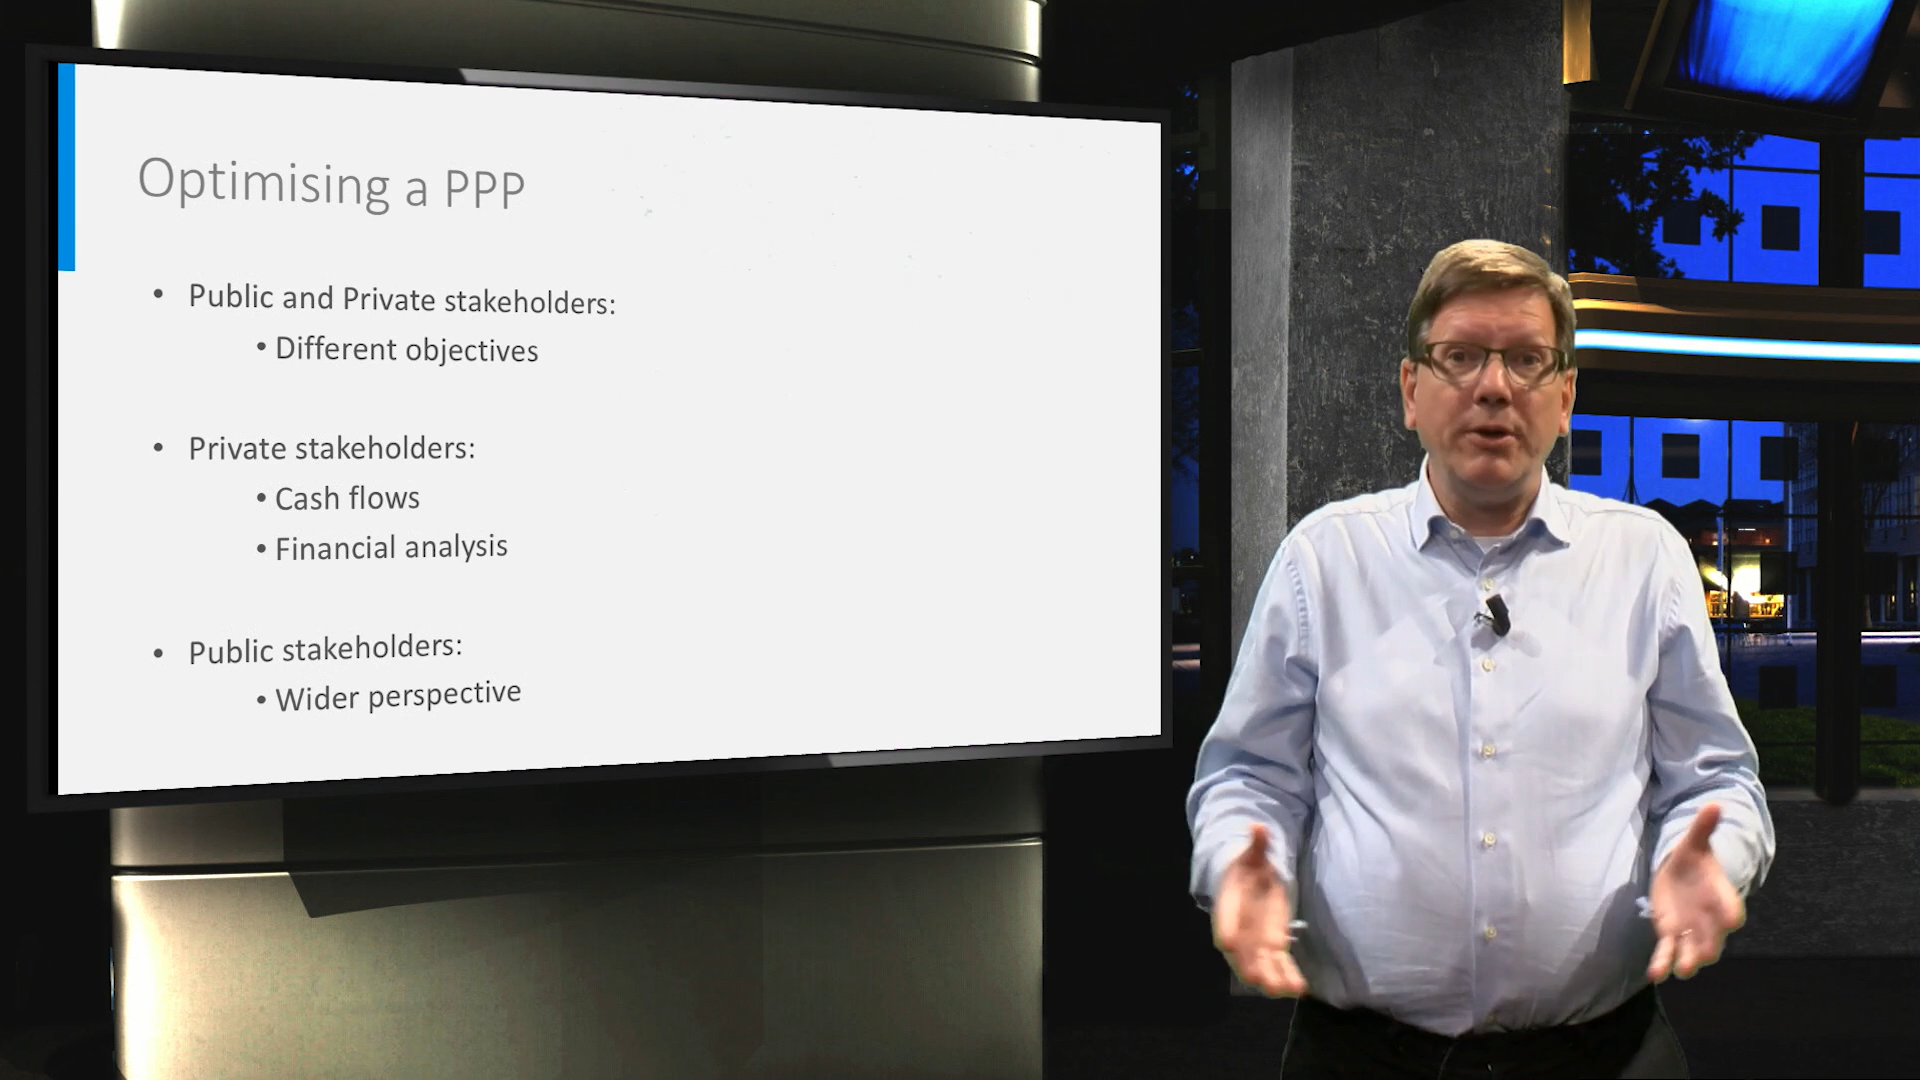 Optimising a PPP
• Public and Private stakeholders:
• Different objectives
• Private stakeholders:
• Cash flows
• Financial analysis
• Public stakeholders:
• Wider perspective